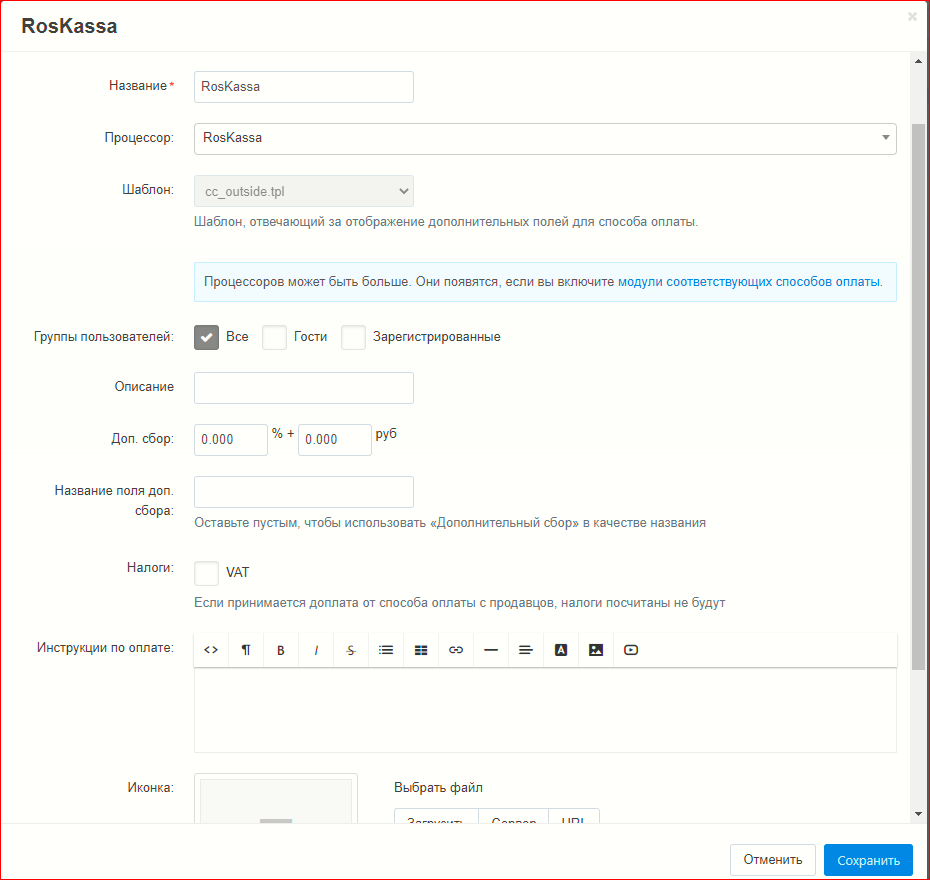 RosKassa
Название*
RosKassa
Процессор:
RosKassa
Шаблон:
cc_outside.tpl
Шаблон, отвечающий за отображение дополнительных полей для способа оплаты.
Процессоров может быть больше. Они появятся, если вы включите модули соответствующих способов оплаты.
Группы пользователей:
Все
Гости
Зарегистрированные
Описание
Доп. сбор:
0.000
% +
0.000
руб
Название поля доп.
сбора:
Оставьте пустым, чтобы использовать «Дополнительный сбор» в качестве названия
Налоги:
VAT
Если принимается доплата от способа оплаты с продавцов, налоги посчитаны не будут
Инструкции по оплате:
Иконка:
Выбрать файл
Загрузить
Сервер
URL
Отменить
Сохранить